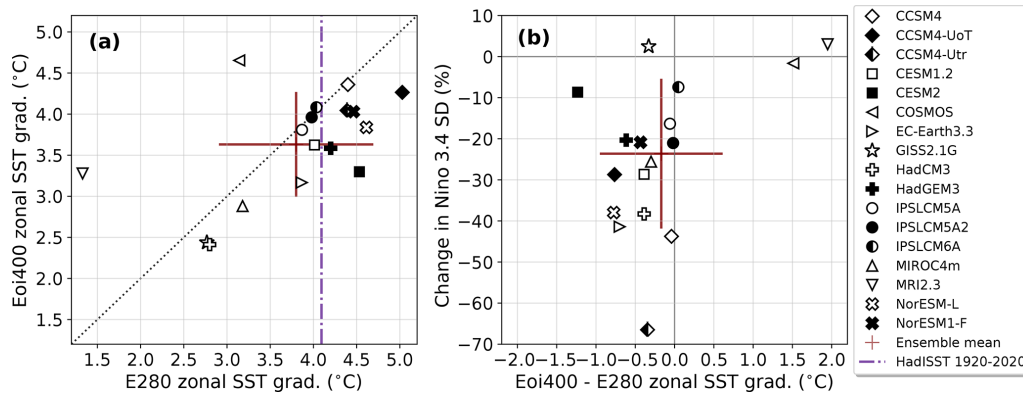 (a)
Eoi400 zonal SST grad. (°C)
5.0
4.5
4.0
3.5
3.0
2.5
2.0
1.5
1.5 2.0 2.5 3.0 3.5 4.0 4.5 5.0
E280 zonal SST grad. (°C)
(b)
Change in Nino 3.4 SD (%)
10
0
−10
−20
−30
−40
−50
−60
−70
−2.0 −1.5 −1.0 −0.5 0.0 0.5 1.0 1.5 2.0
Eoi400 - E280 zonal SST grad. (°C)
CCSM4
CCSM4-UoT
CCSM4-Utr
CESM1.2
CESM2
COSMOS
EC-Earth3.3
GISS2.1G
HadCM3
HadGEM3
IPSLCM5A
IPSLCM5A2
IPSLCM6A
MIROC4m
MRI2.3
NorESM-L
NorESM1-F
Ensemble mean
HadISST 1920-2020